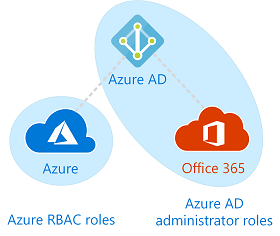 Azure AD
Azure
Office 365
Azure RBAC roles
Azure AD
administrator roles